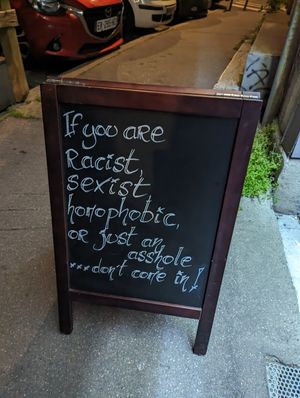 If you are
Racist,
sexist,
homophobic,
or just an
asshole
***don't come in!